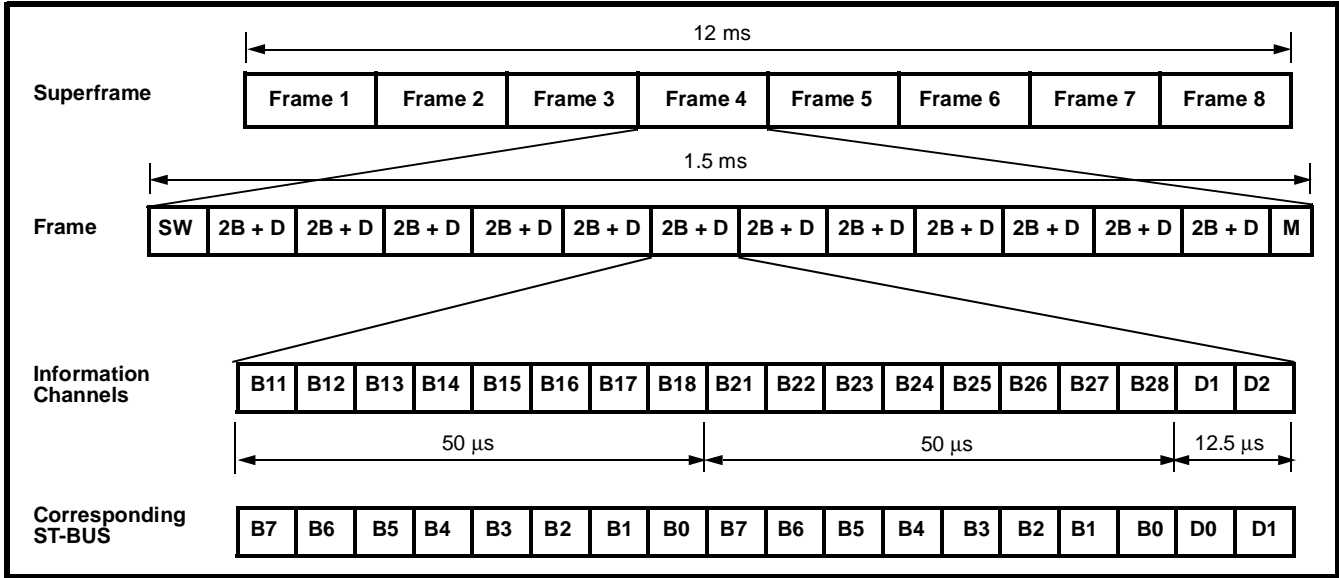 12 ms
Superframe
Frame 1 Frame 2 Frame 3 Frame 4 Frame 5 Frame 6 Frame 7 Frame 8
1.5 ms
Frame
SW 2B + D 2B + D 2B + D 2B + D 2B + D 2B + D 2B + D 2B + D 2B + D 2B + D 2B + D 2B + D M
Information
Channels
B11 B12 B13 B14 B15 B16 B17 B18 B21 B22 B23 B24 B25 B26 B27 B28 D1 D2
50 µs 50 µs 12.5 µs
Corresponding
ST-BUS
B7 B6 B5 B4 B3 B2 B1 B0 B7 B6 B5 B4 B3 B2 B1 B0 D0 D1